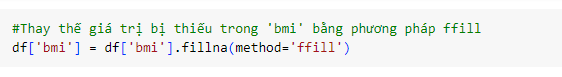 #Thay thế giá trị bị thiếu trong 'bmi' bằng phương pháp ffill
df['bmi'] = df['bmi'].fillna(method='ffill')